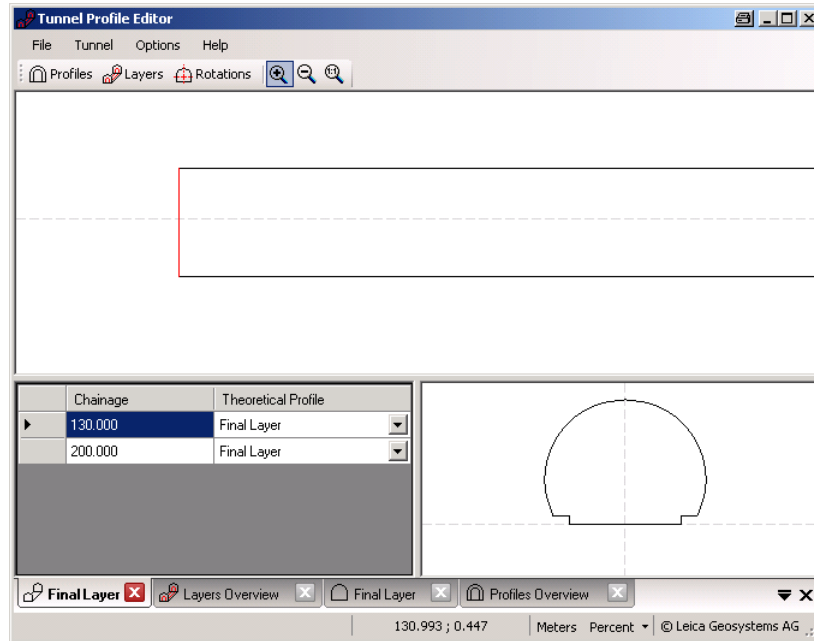 Tunnel Profile Editor
File Tunnel Options Help
Profiles Layers Rotations
Chainage Theoretical Profile
130.000 Final Layer
200.000 Final Layer
Final Layer Layers Overview Final Layer Profiles Overview
130.993 ; 0.447 Meters Percent © Leica Geosystems AG